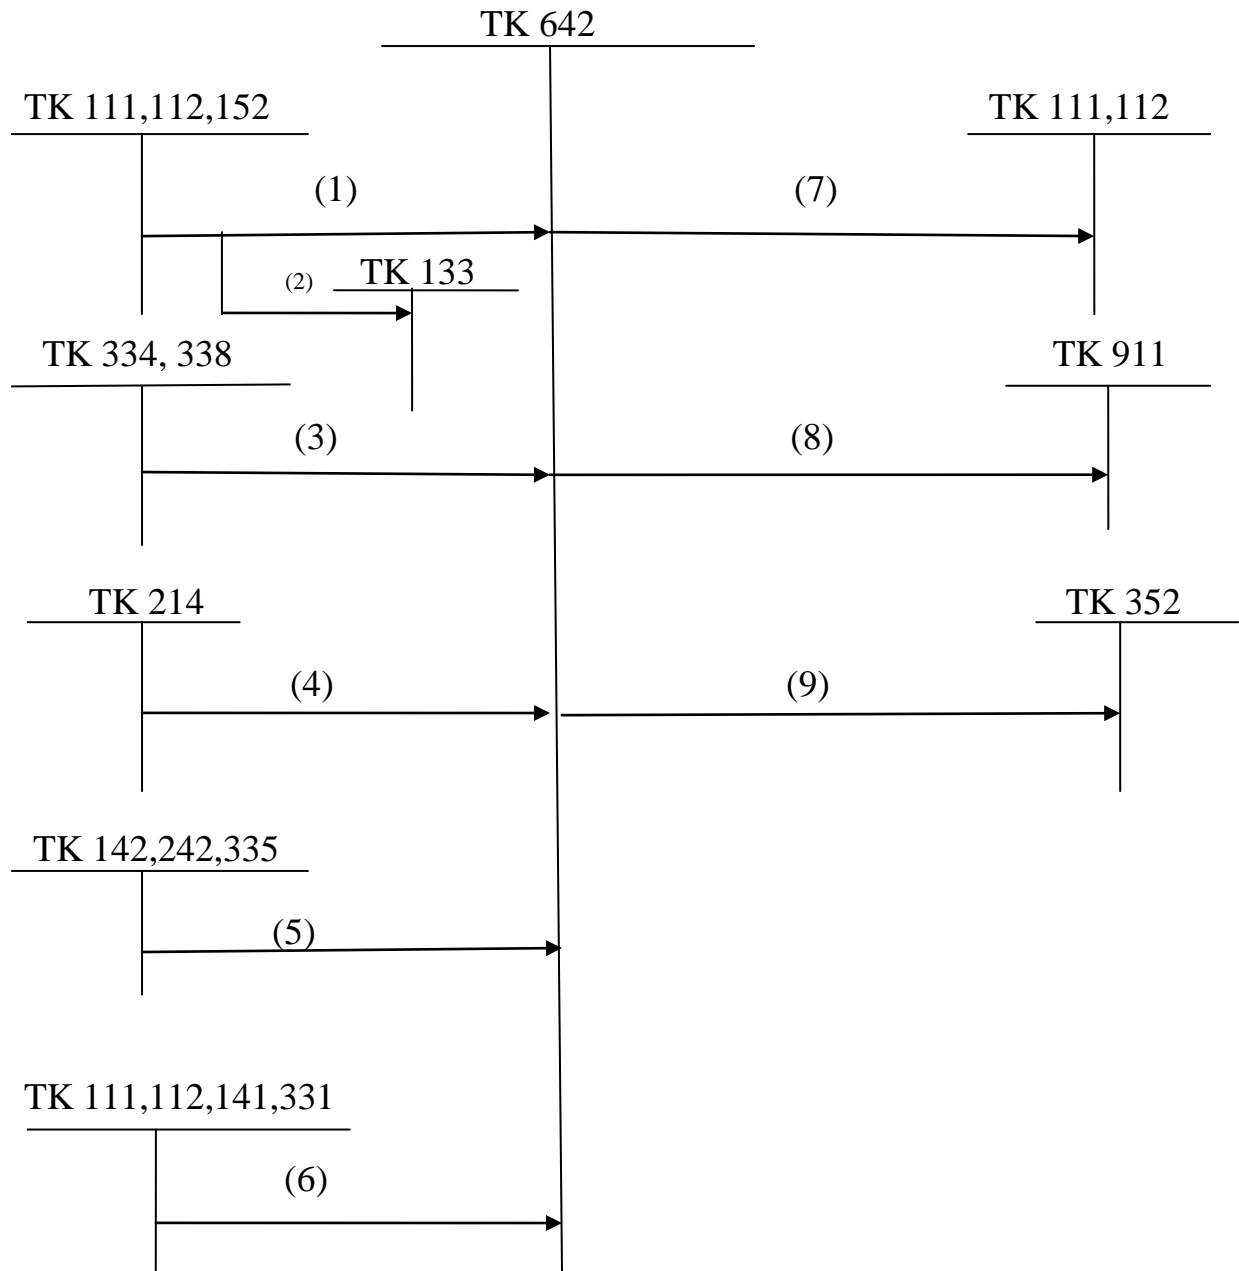 TK 642
TK 111,112,152
TK 111,112
(1)
(7)
(2)
TK 133
TK 334, 338
TK 911
(3)
(8)
TK 214
TK 352
(4)
(9)
TK 142,242,335
(5)
TK 111,112,141,331
(6)